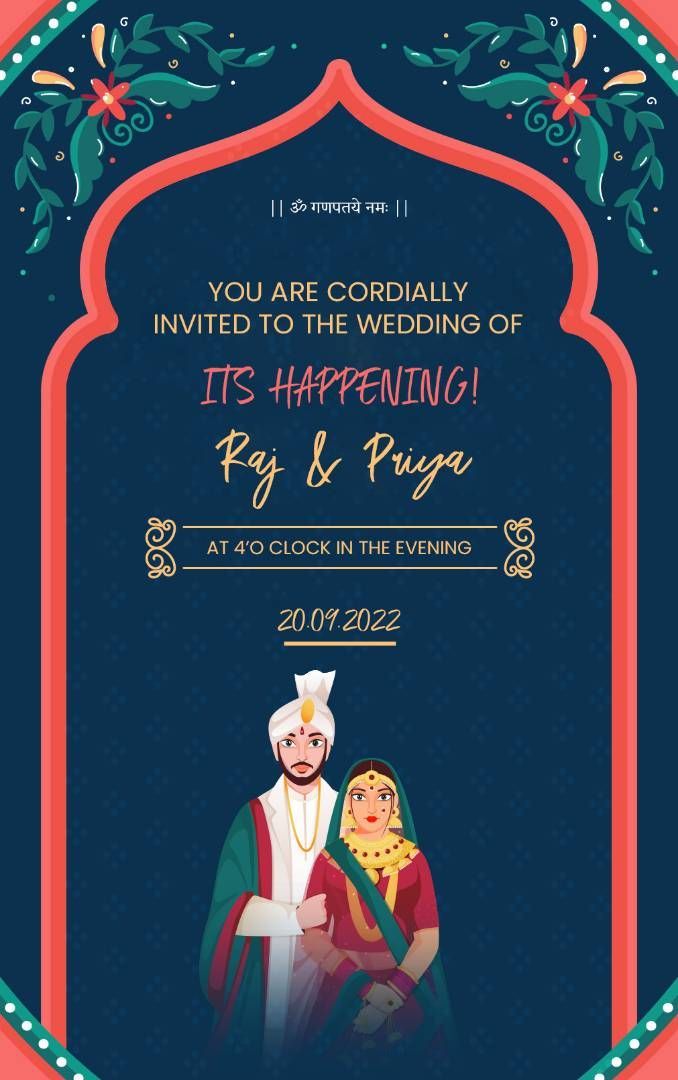 || ॐ गणपतये नमः ||
YOU ARE CORDIALLY
INVITED TO THE WEDDING OF
ITS HAPPENING!
Raj & Priya
AT 4'O CLOCK IN THE EVENING
20.09.2022